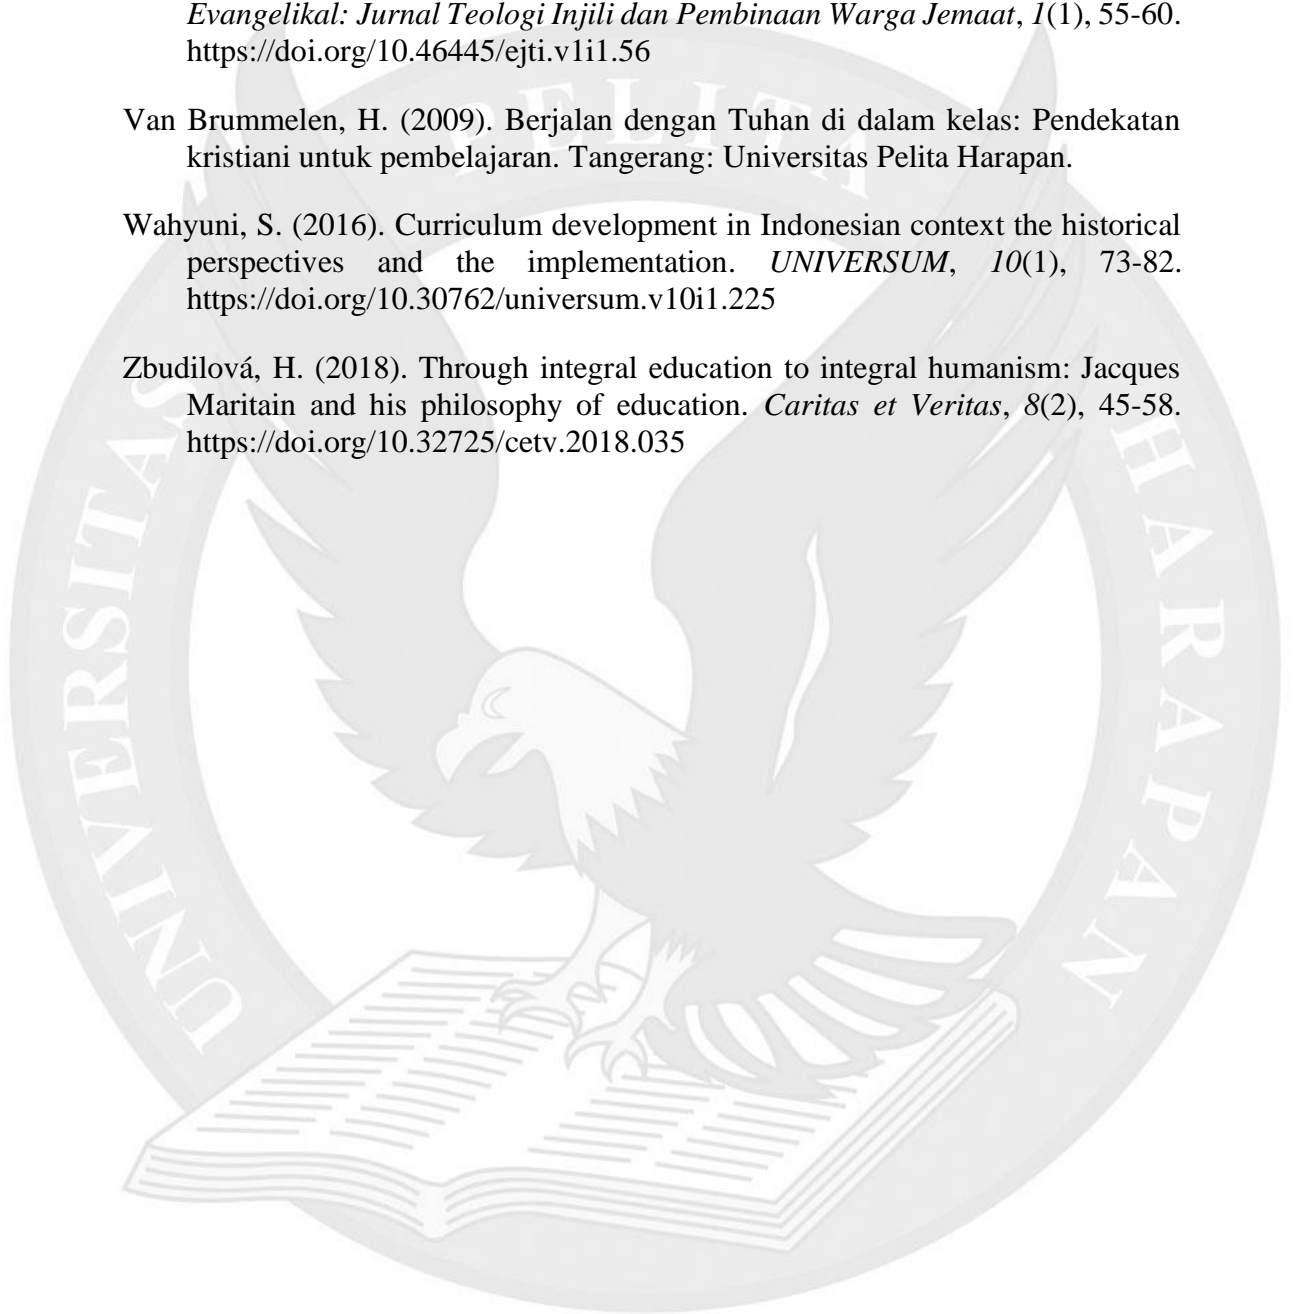 Evangelikal: Jurnal Teologi Injili dan Pembinaan Warga Jemaat, 1(1), 55-60.
https://doi.org/10.46445/ejti.v1i1.56
Van Brummelen, H. (2009). Berjalan dengan Tuhan di dalam kelas: Pendekatan
kristiani untuk pembelajaran. Tangerang: Universitas Pelita Harapan.
Wahyuni, S. (2016). Curriculum development in Indonesian context the historical
perspectives and the implementation. UNIVERSUM, 10(1), 73-82.
https://doi.org/10.30762/universum.v10i1.225
Zbudilová, H. (2018). Through integral education to integral humanism: Jacques
Maritain and his philosophy of education. Caritas et Veritas, 8(2), 45-58.
https://doi.org/10.32725/cetv.2018.035
UNIVERSITAS PELITA HARAPAN